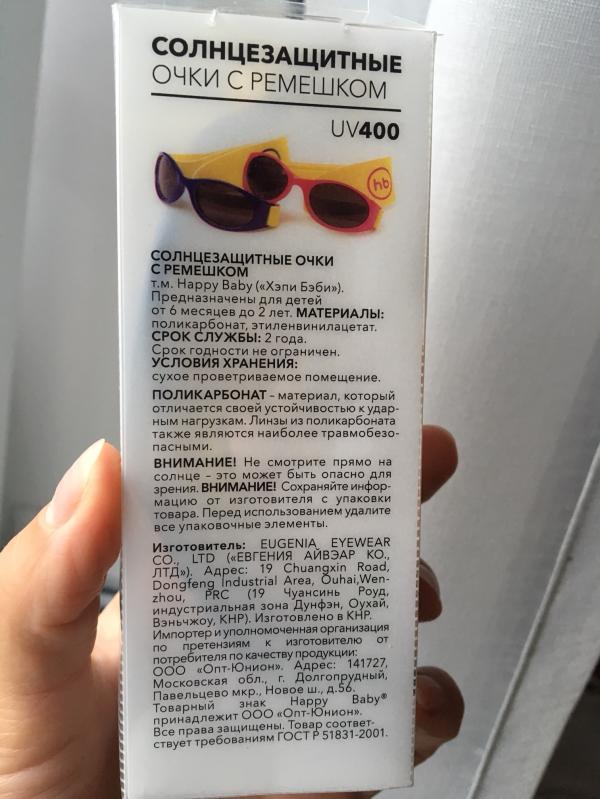 СОЛНЦЕЗАЩИТНЫЕ
ОЧКИ С РЕМЕШКОМ
UV400
hb
СОЛНЦЕЗАЩИТНЫЕ ОЧКИ
С РЕМЕШКОМ
т.м. Happy Baby («Хэпи Бэби»).
Предназначены для детей
от 6 месяцев до 2 лет. МАТЕРИАЛЫ:
поликарбонат, этиленвинилацетат.
СРОК СЛУЖБЫ: 2 года.
Срок годности не ограничен.
УСЛОВИЯ ХРАНЕНИЯ:
сухое проветриваемое помещение.
ПОЛИКАРБОНАТ – материал, который
отличается своей устойчивостью к удар-
ным нагрузкам. Линзы из поликарбоната
также являются наиболее травмобезо-
пасными.
ВНИМАНИЕ! Не смотрите прямо на
солнце – это может быть опасно для
зрения. ВНИМАНИЕ! Сохраняйте инфор-
мацию от изготовителя с упаковки
товара. Перед использованием удалите
все упаковочные элементы.
Изготовитель: EUGENIA EYEWEAR
CO., LTD («ЕВГЕНИЯ АЙВЭАР КО.,
ЛТД»). Адрес: 19 Chuangxin Road,
Dongfeng Industrial Area, Ouhai,Wen-
zhou, PRC (19 Чуансинь Роуд,
индустриальная зона Дунфэн, Оухай,
Вэньчжоу, КНР). Изготовлено в КНР.
Импортер и уполномоченная организация
по претензиям к изготовителю от
потребителя по качеству продукции:
ООО «Опт-Юнион». Адрес: 141727,
Московская обл., г. Долгопрудный,
Павельцево мкр., Новое ш., д.56.
Товарный знак Happy Baby®
принадлежит ООО «Опт-Юнион».
Все права защищены. Товар соответ-
ствует требованиям ГОСТ Р 51831-2001.